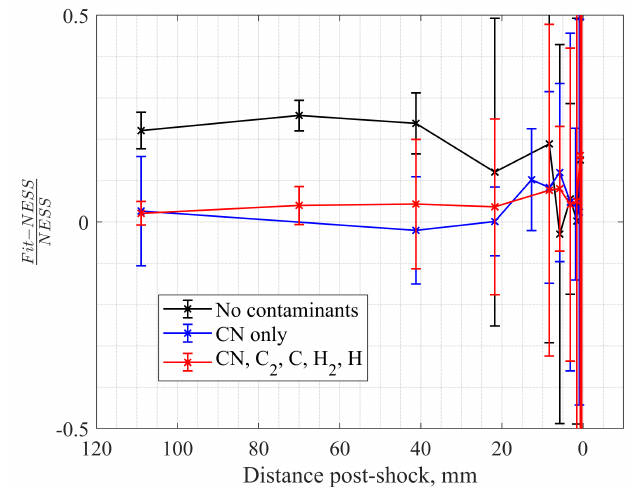 0.5
0
-0.5
Fit−NESS
NESS
No contaminants
CN only
CN, C₂, C, H₂, H
120 100 80 60 40 20 0
Distance post-shock, mm